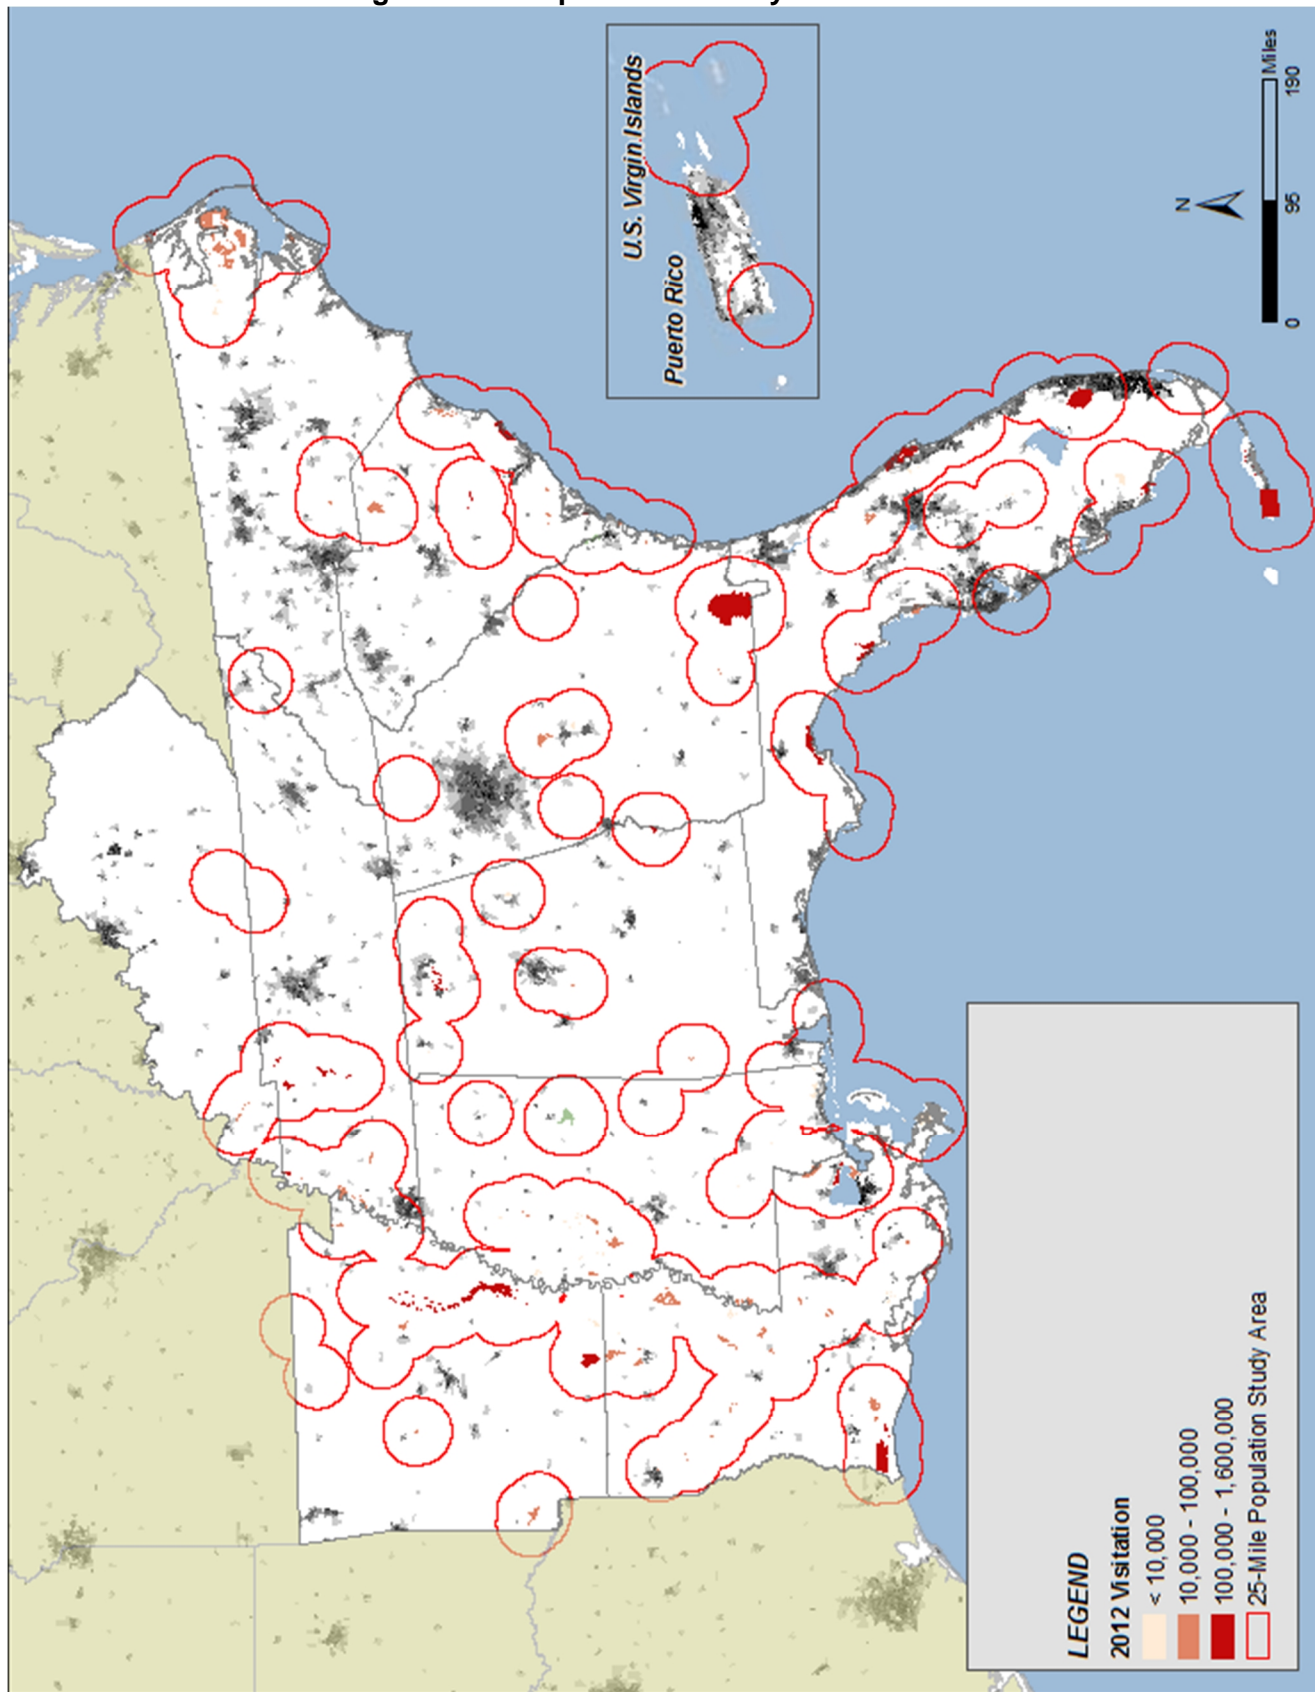 U.S. Virgin Islands
Puerto Rico
N
0 95 190
Miles
LEGEND
2012 Visitation
< 10,000
10,000 - 100,000
100,000 - 1,600,000
25-Mile Population Study Area